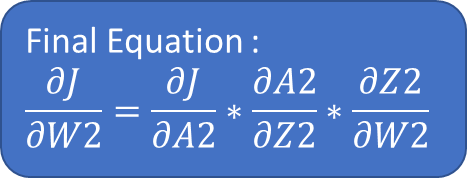 Final Equation :
∂J/∂W2 = ∂J/∂A2 * ∂A2/∂Z2 * ∂Z2/∂W2